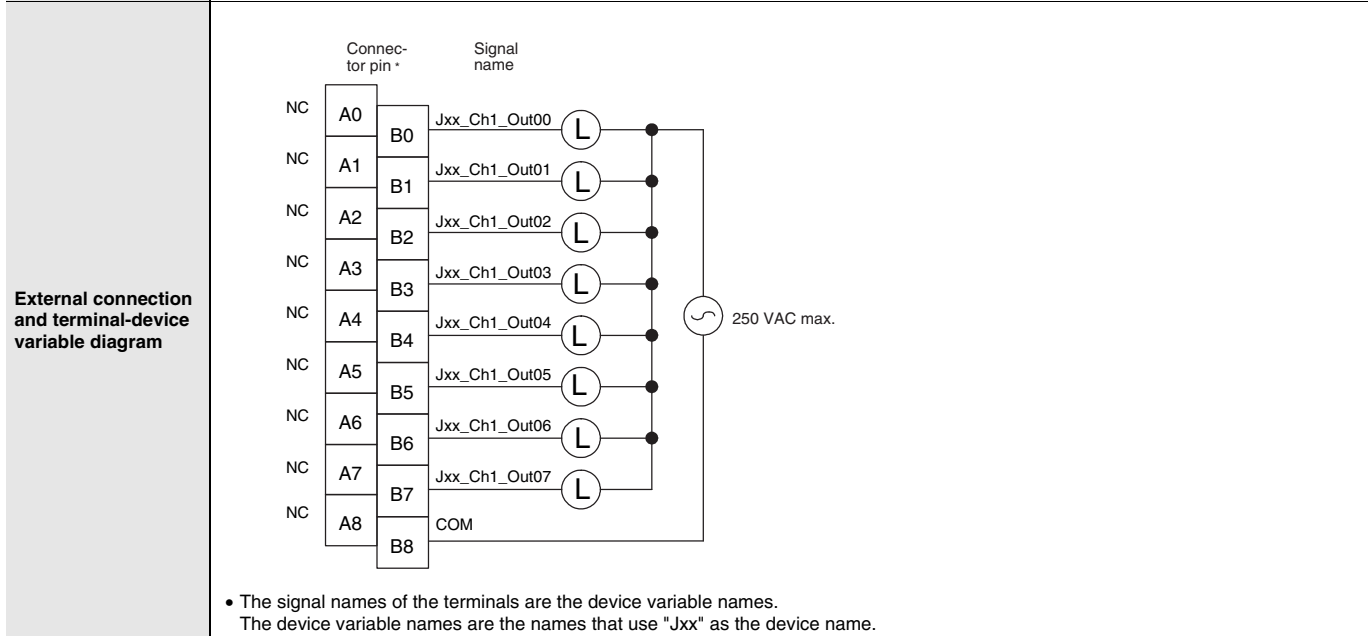 Connec-
tor pin *
Signal
name
NC A0
B0 Jxx_Ch1_Out00 L
NC A1
B1 Jxx_Ch1_Out01 L
NC A2
B2 Jxx_Ch1_Out02 L
NC A3
B3 Jxx_Ch1_Out03 L
External connection
and terminal-device
variable diagram
250 VAC max.
NC A4
B4 Jxx_Ch1_Out04 L
NC A5
B5 Jxx_Ch1_Out05 L
NC A6
B6 Jxx_Ch1_Out06 L
NC A7
B7 Jxx_Ch1_Out07 L
NC A8
B8 COM
• The signal names of the terminals are the device variable names.
The device variable names are the names that use "Jxx" as the device name.